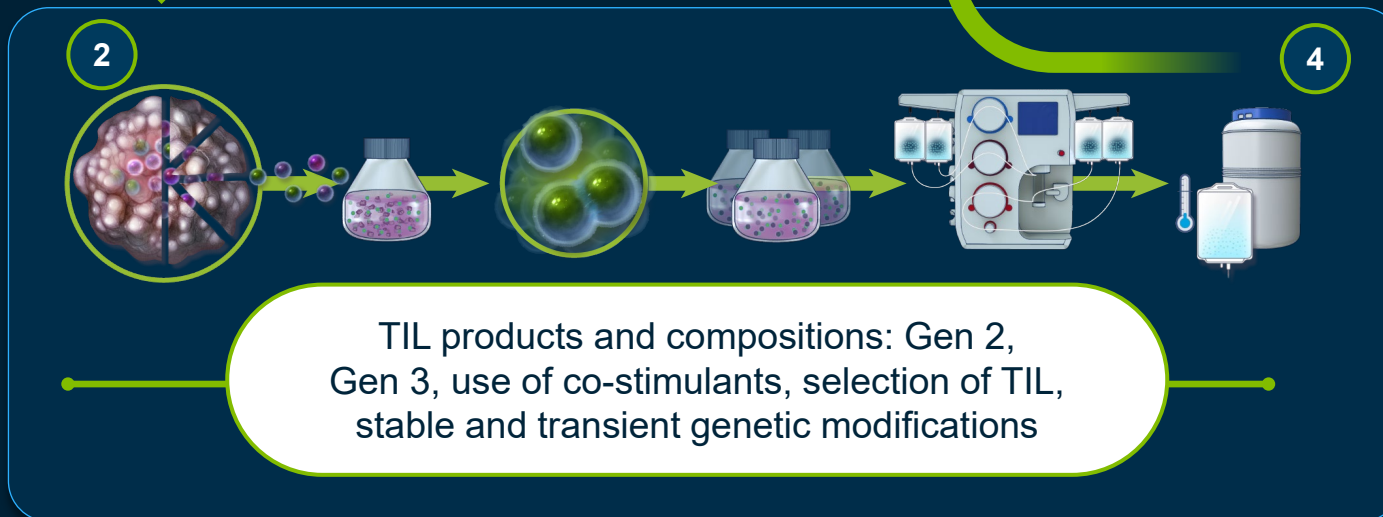 2
4
TIL products and compositions: Gen 2,
Gen 3, use of co-stimulants, selection of TIL,
stable and transient genetic modifications